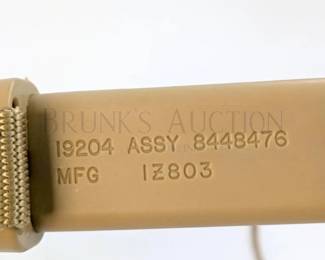 BRUNK'S AUCTION
19204 ASSY 8448476
MFG 1Z803